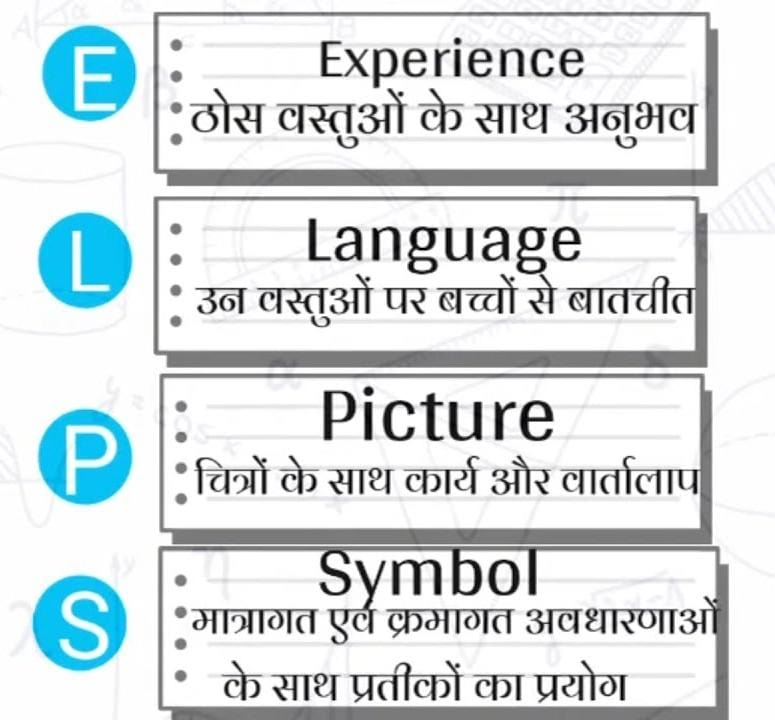 E
Experience
ठोस वस्तुओं के साथ अनुभव
L
Language
उन वस्तुओं पर बच्चों से बातचीत
P
Picture
चित्रों के साथ कार्य और वार्तालाप
S
Symbol
मात्रागत एवं क्रमागत अवधारणाओं
के साथ प्रतीकों का प्रयोग